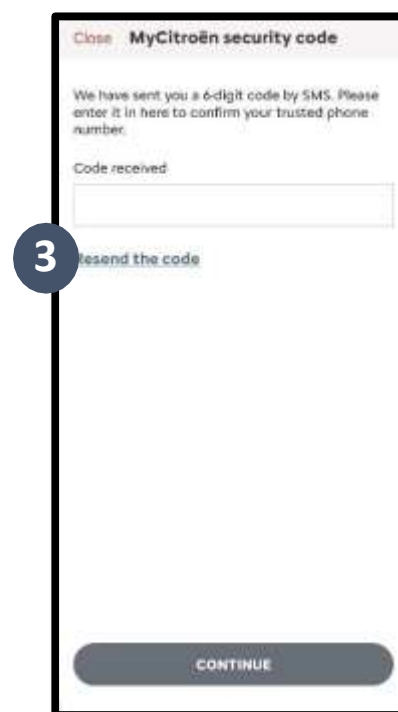 Close MyCitroën security code
We have sent you a 6-digit code by SMS. Please
enter it in here to confirm your trusted phone
number.
Code received
3
Resend the code
CONTINUE